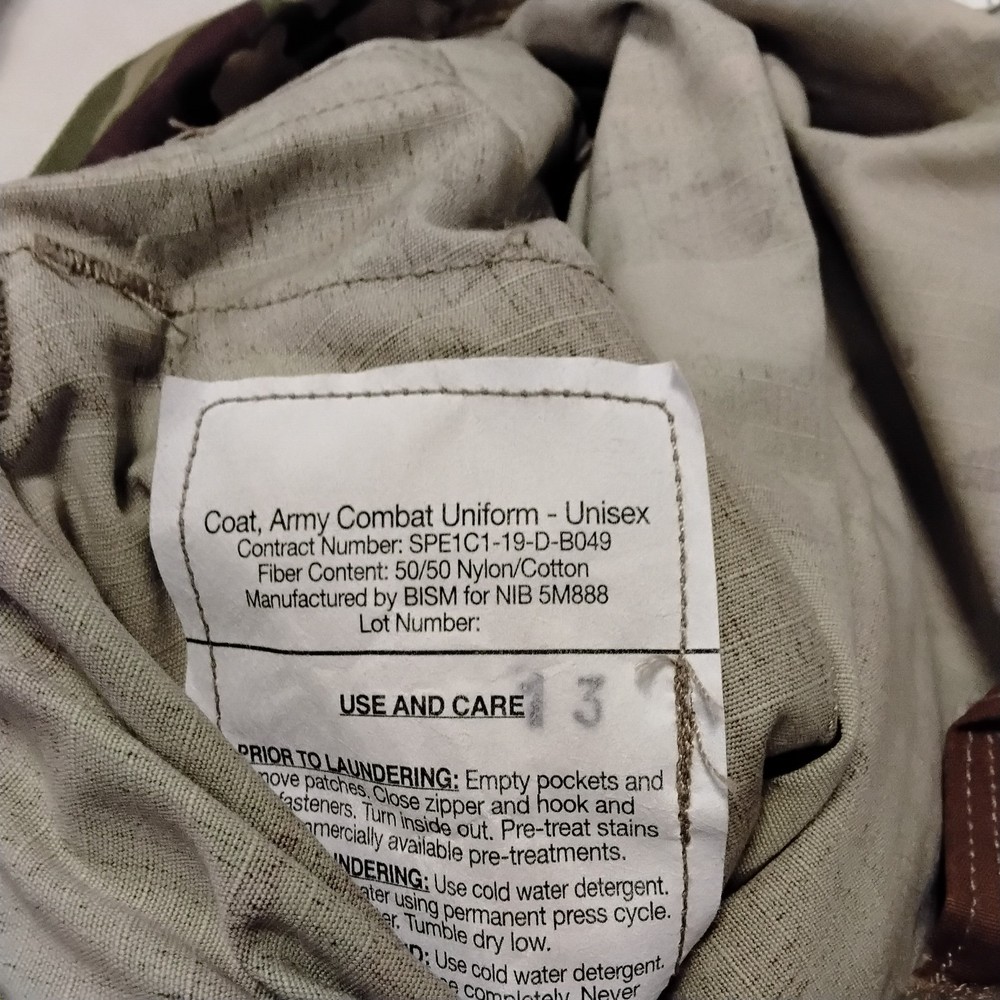 Coat, Army Combat Uniform - Unisex
Contract Number: SPE1C1-19-D-B049
Fiber Content: 50/50 Nylon/Cotton
Manufactured by BISM for NIB 5M888
Lot Number:
USE AND CARE 13
PRIOR TO LAUNDERING: Empty pockets and
move patches. Close zipper and hook and
fasteners. Turn inside out. Pre-treat stains
mmercially available pre-treatments.
NDERING: Use cold water detergent.
ater using permanent press cycle.
er. Tumble dry low.
D: Use cold water detergent.
e completely. Never